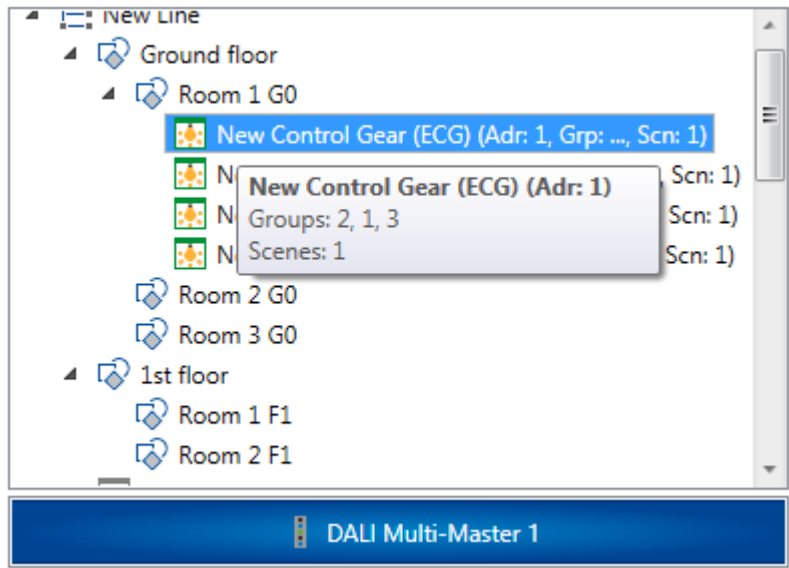 New Line
Ground floor
Room 1 G0
New Control Gear (ECG) (Adr: 1, Grp: ..., Scn: 1)
Scn: 1)
New Control Gear (ECG) (Adr: 1)
Groups: 2, 1, 3
Scn: 1)
Scenes: 1
Scn: 1)
Room 2 G0
Room 3 G0
1st floor
Room 1 F1
Room 2 F1
DALI Multi-Master 1